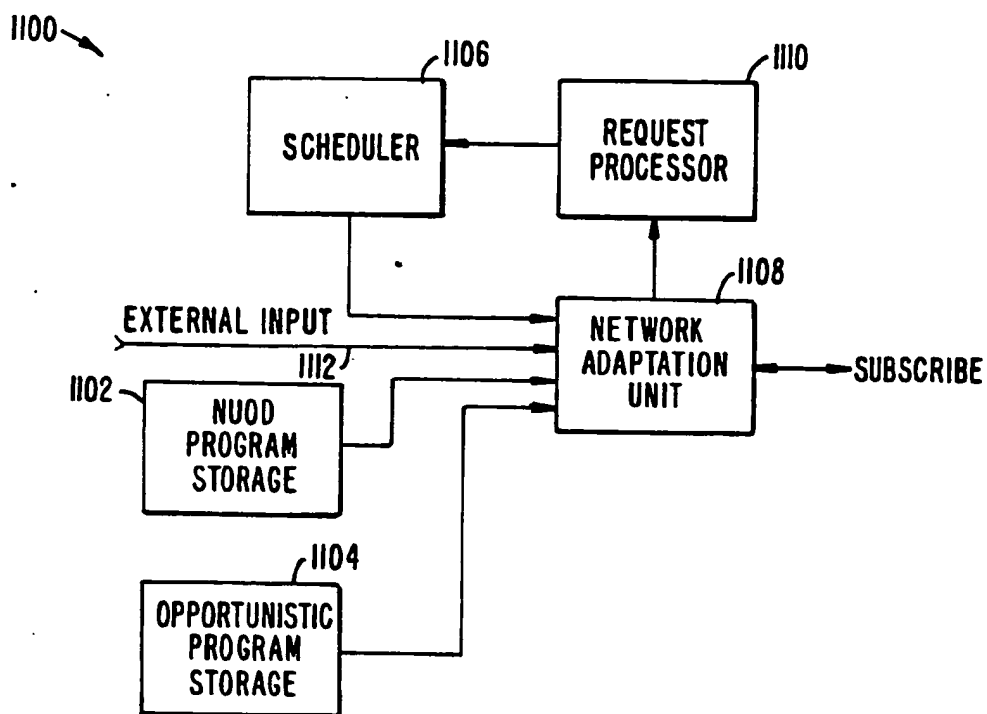 1100
1106
1110
SCHEDULER
REQUEST
PROCESSOR
1108
EXTERNAL INPUT
1112
NETWORK
ADAPTATION
UNIT
SUBSCRIBE
1102
NUOD
PROGRAM
STORAGE
1104
OPPORTUNISTIC
PROGRAM
STORAGE